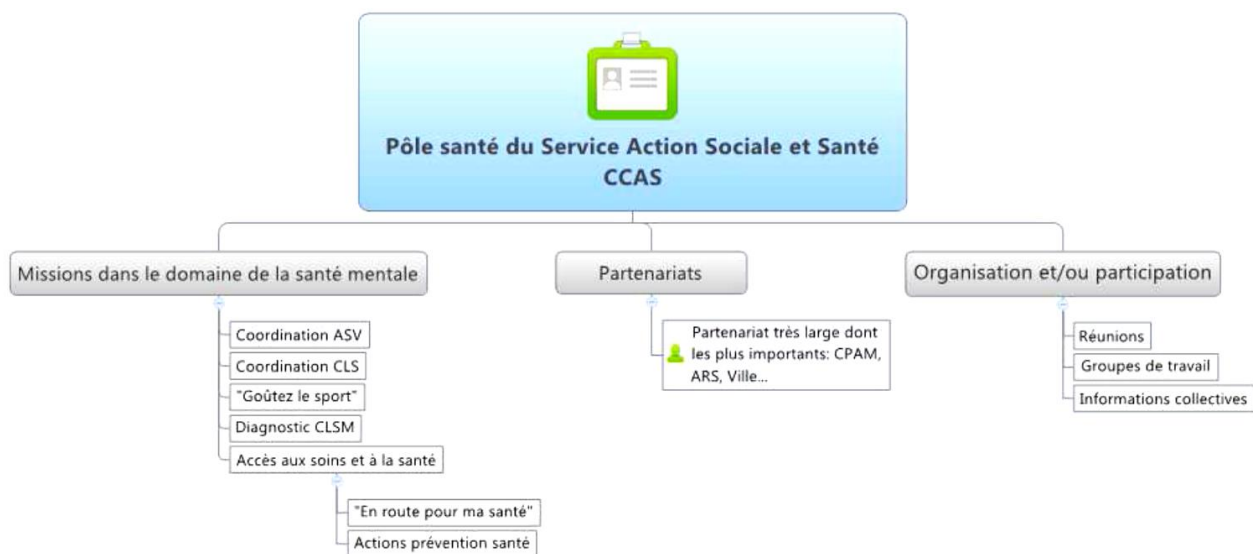 Pôle santé du Service Action Sociale et Santé
CCAS
Missions dans le domaine de la santé mentale
Coordination ASV
Coordination CLS
"Goûtez le sport"
Diagnostic CLSM
Accès aux soins et à la santé
"En route pour ma santé"
Actions prévention santé
Partenariats
Partenariat très large dont
les plus importants: CPAM,
ARS, Ville...
Organisation et/ou participation
Réunions
Groupes de travail
Informations collectives